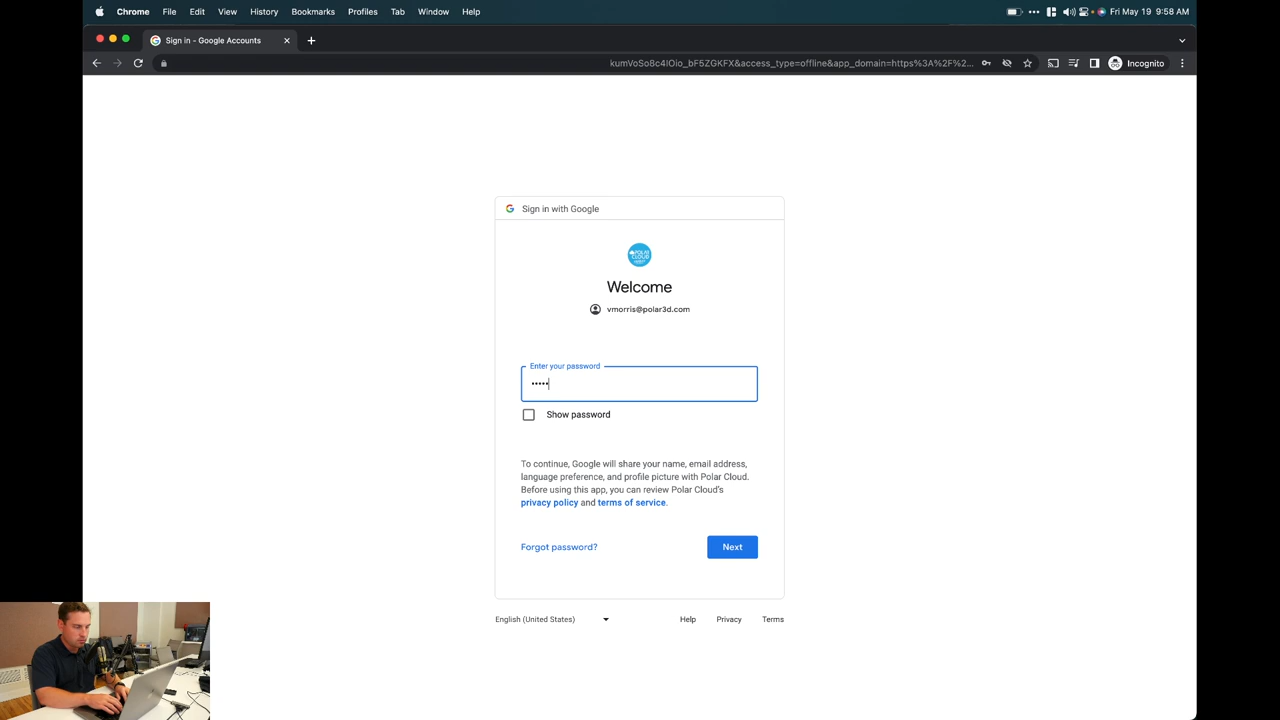 Chrome File Edit View History Bookmarks Profiles Tab Window Help
Fri May 19 9:58 AM
Sign in - Google Accounts
kumVoSo8c4IOio_bF5ZGKFX&access_type=offline&app_domain=https%3A%2F%2...
Incognito
Sign in with Google
POLAR
CLOUD
Welcome
vmorris@polar3d.com
Enter your password
•••••
Show password
To continue, Google will share your name, email address,
language preference, and profile picture with Polar Cloud.
Before using this app, you can review Polar Cloud's
privacy policy and terms of service.
Forgot password?
Next
English (United States)
Help Privacy Terms